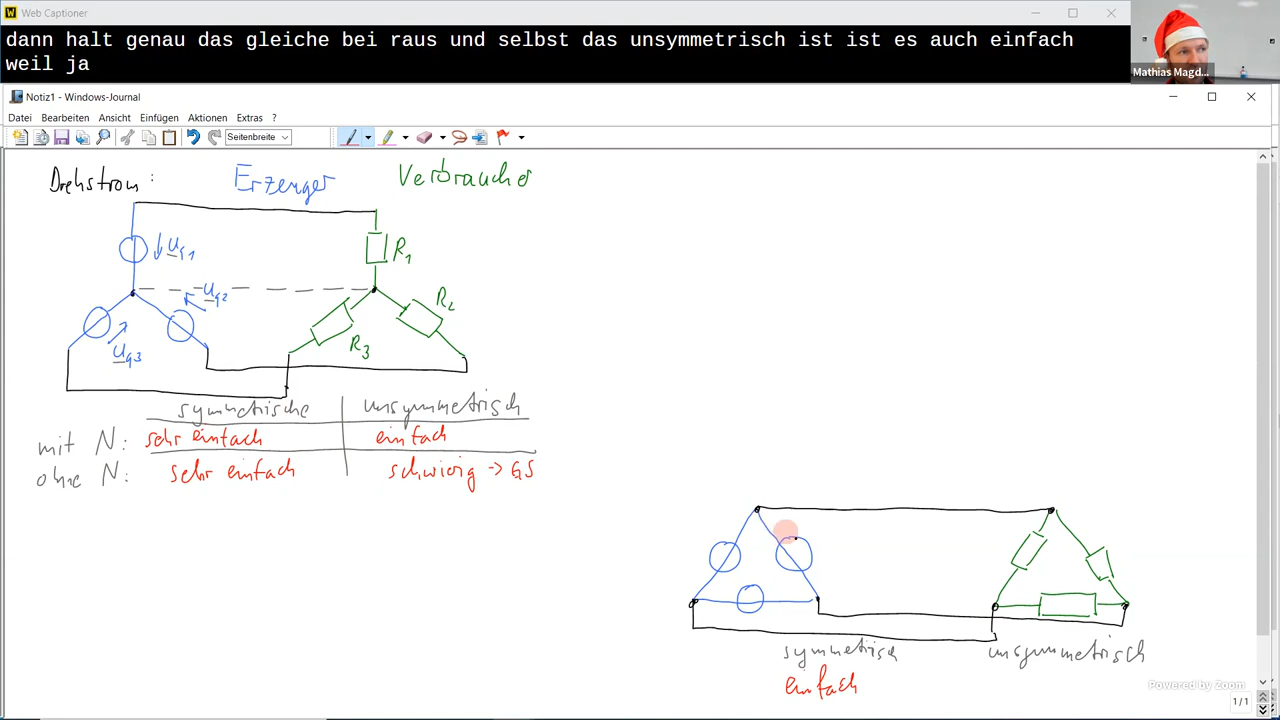 Web Captioner
dann halt genau das gleiche bei raus und selbst das unsymmetrisch ist ist es auch einfach
weil ja
Mathias Magd...
Notiz1 - Windows-Journal
Datei Bearbeiten Ansicht Einfügen Aktionen Extras ?
Seitenbreite
Drehstrom: Erzeuger Verbraucher
U_q1
R_1
U_q2
R_2
U_q3
R_3
symmetrische unsymmetrisch
mit N: sehr einfach einfach
ohne N: sehr einfach schwierig → GS
symmetrisch unsymmetrisch
einfach
Powered by Zoom
1/1